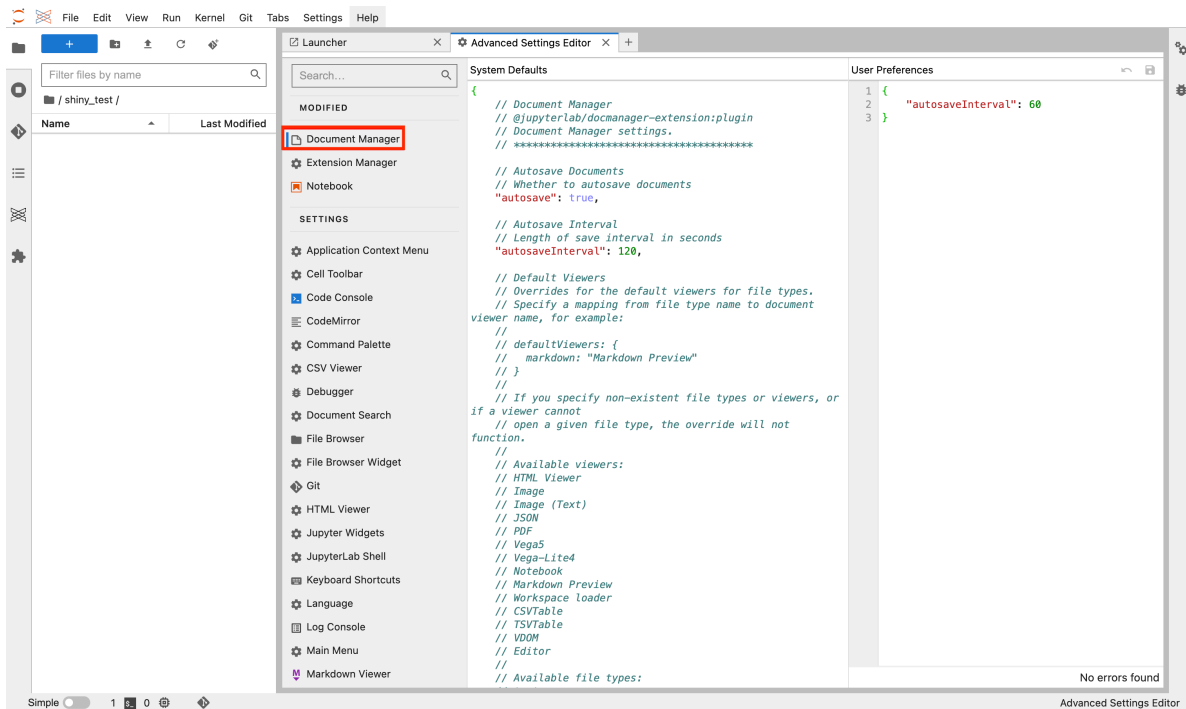 File Edit View Run Kernel Git Tabs Settings Help
+
Filter files by name
/ shiny_test /
Name Last Modified
Launcher
Advanced Settings Editor
+
Search...
MODIFIED
Document Manager
Extension Manager
Notebook
SETTINGS
Application Context Menu
Cell Toolbar
Code Console
CodeMirror
Command Palette
CSV Viewer
Debugger
Document Search
File Browser
File Browser Widget
Git
HTML Viewer
Jupyter Widgets
JupyterLab Shell
Keyboard Shortcuts
Language
Log Console
Main Menu
Markdown Viewer
System Defaults
{
// Document Manager
// @jupyterlab/docmanager-extension:plugin
// Document Manager settings.
// ***************************************
// Autosave Documents
// Whether to autosave documents
"autosave": true,
// Autosave Interval
// Length of save interval in seconds
"autosaveInterval": 120,
// Default Viewers
// Overrides for the default viewers for file types.
// Specify a mapping from file type name to document
viewer name, for example:
//
// defaultViewers: {
//   markdown: "Markdown Preview"
// }
//
// If you specify non-existent file types or viewers, or
if a viewer cannot
// open a given file type, the override will not
function.
//
// Available viewers:
// HTML Viewer
// Image
// Image (Text)
// JSON
// PDF
// Vega5
// Vega-Lite4
// Notebook
// Markdown Preview
// Workspace loader
// CSVTable
// TSVTable
// VDOM
// Editor
//
// Available file types:
User Preferences
1 {
2 "autosaveInterval": 60
3 }
No errors found
Simple 1 0
Advanced Settings Editor